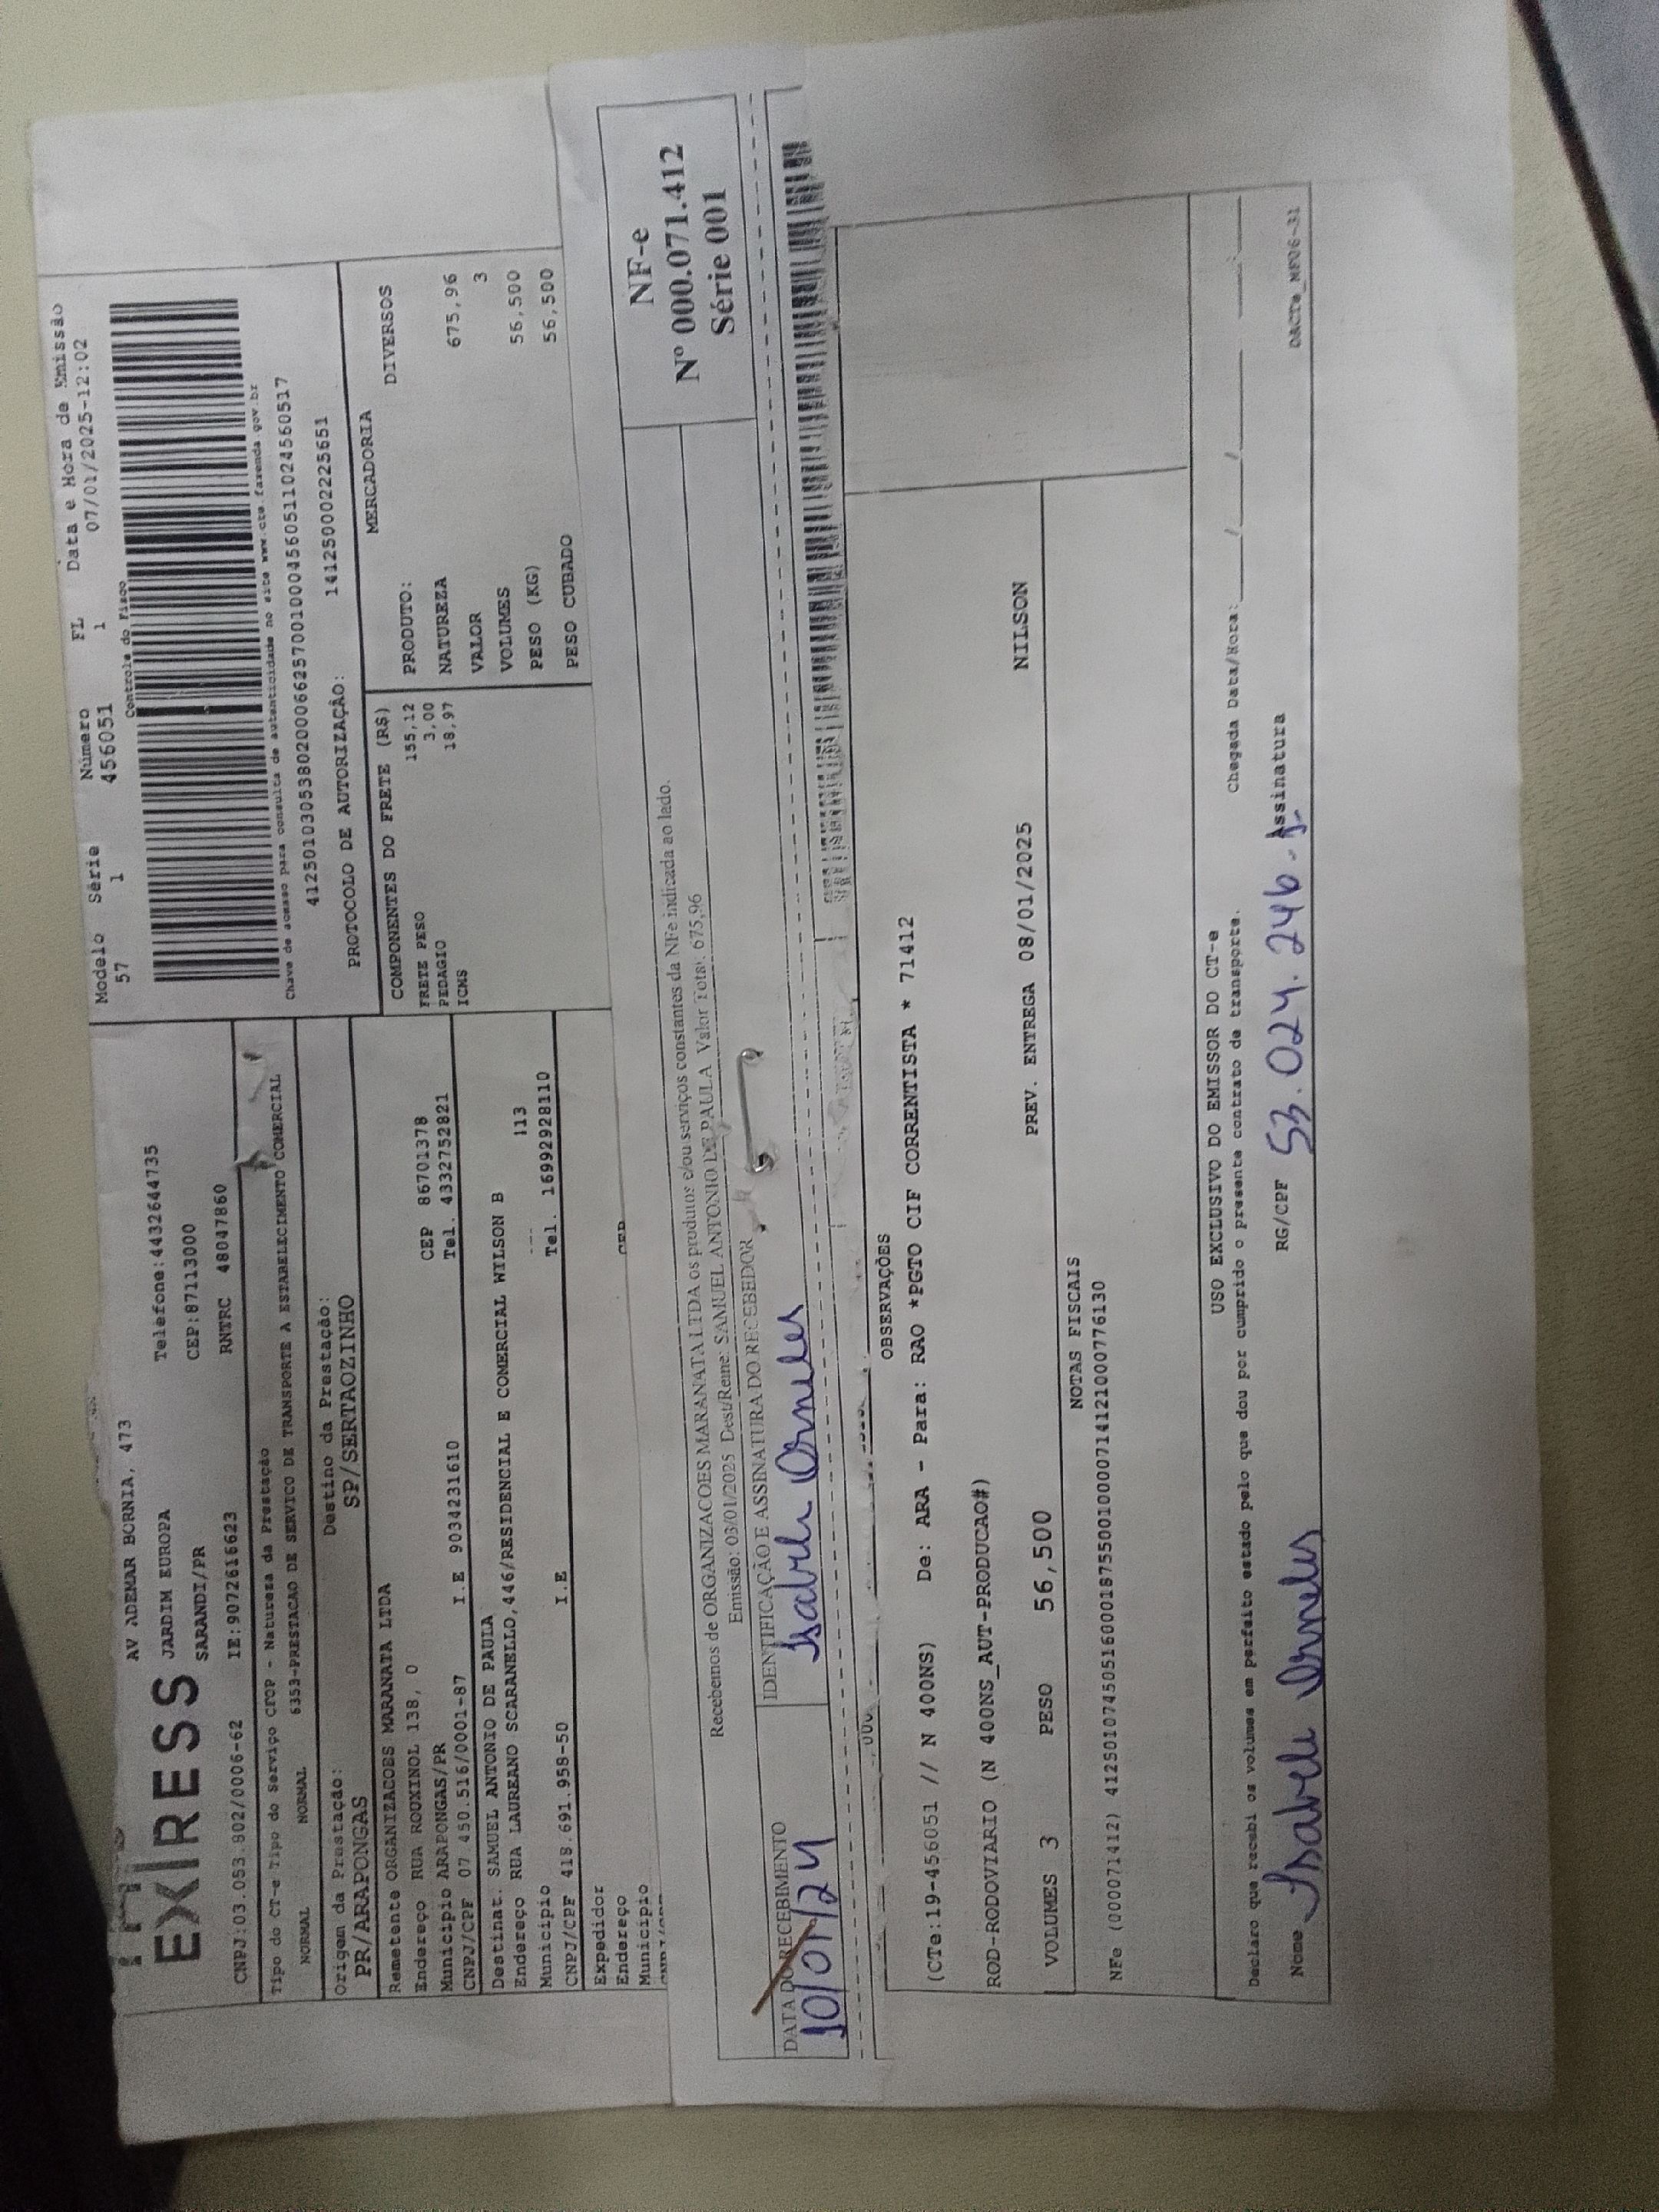 EX|RESS
AV ADEMAR BORNIA, 473
JARDIM EUROPA
SARANDI/PR
Telefone:4432644735
CEP:87113000
CNPJ:03.053.802/0006-62 IE:9072616623 RNTRC 48047860
Modelo Série Número FL Data e Hora de Emissão
57 1 456051 1 07/01/2025-12:02
Controle do Fisco
Chave de acesso para consulta de autenticidade no site www.cte.fazenda.gov.br
41250103053802000662570010004560511024560517
PROTOCOLO DE AUTORIZAÇÃO: 141250002225651
Tipo do CT-e Tipo do Serviço CFOP - Natureza da Prestação
NORMAL NORMAL 6353-PRESTACAO DE SERVICO DE TRANSPORTE A ESTABELECIMENTO COMERCIAL
Origem da Prestação: Destino da Prestação:
PR/ARAPONGAS SP/SERTAOZINHO
Remetente ORGANIZACOES MARANATA LTDA
Endereço RUA ROUXINOL 138, 0 CEP 86701378
Município ARAPONGAS/PR Tel. 4332752821
CNPJ/CPF 07.450.516/0001-87 I.E 9034231610
Destinat. SAMUEL ANTONIO DE PAULA
Endereço RUA LAUREANO SCARANELLO,446/RESIDENCIAL E COMERCIAL WILSON B 113
Município
CNPJ/CPF 418.691.958-50 I.E Tel. 16992928110
Expedidor
Endereço
Município CEP
COMPONENTES DO FRETE (R$)
FRETE PESO 155,12
PEDAGIO 3,00
ICMS 18,97
MERCADORIA
PRODUTO: DIVERSOS
NATUREZA
VALOR 675,96
VOLUMES 3
PESO (KG) 56,500
PESO CUBADO 56,500
Recebemos de ORGANIZACOES MARANATA LTDA os produtos e/ou serviços constantes da NFe indicada ao lado.
Emissão: 03/01/2025 Dest/Reme: SAMUEL ANTONIO DE PAULA Valor Total: 675,96
DATA DO RECEBIMENTO IDENTIFICAÇÃO E ASSINATURA DO RECEBEDOR
10/01/24 Isabele Ornelles
NF-e
Nº 000.071.412
Série 001
OBSERVAÇÕES
(CTe:19-456051 // N 400NS) De: ARA - Para: RAO *PGTO CIF CORRENTISTA * 71412
ROD-RODOVIARIO (N 400NS_AUT-PRODUCAO#)
VOLUMES 3 PESO 56,500 PREV. ENTREGA 08/01/2025 NILSON
NOTAS FISCAIS
NFe (000071412) 41250107450516000187550010000714121000776130
USO EXCLUSIVO DO EMISSOR DO CT-e
Declaro que recebi os volumes em perfeito estado pelo que dou por cumprido o presente contrato de transporte. Chegada Data/Hora: / / :
Nome Isabele Ornelles RG/CPF 53.024.246- Assinatura
DACTe_MF06-31